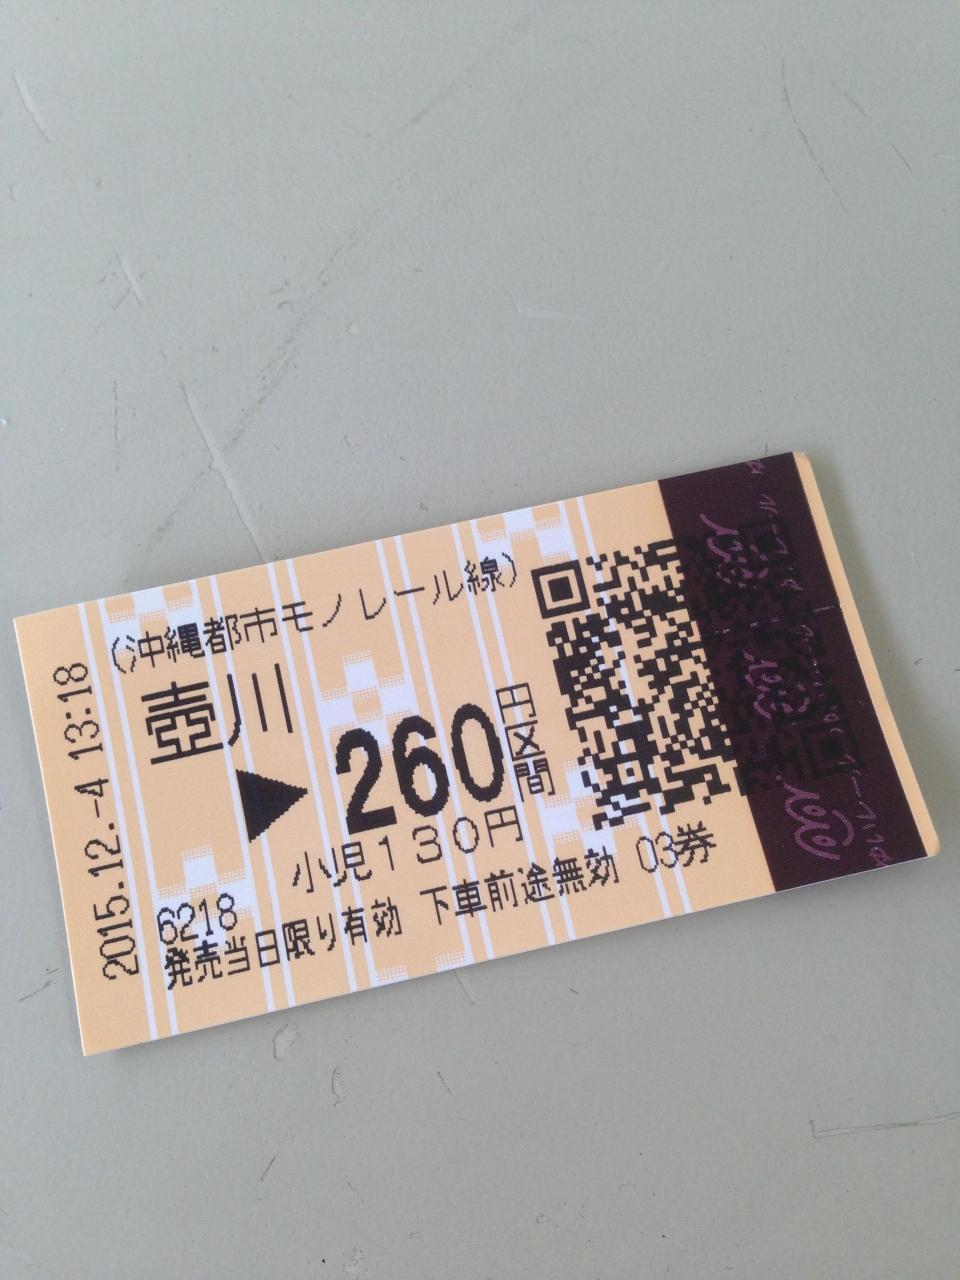 2015.12.-4 13:18
(沖縄都市モノレール線)
壺川
▶260円区間
小児130円
6218
発売当日限り有効 下車前途無効 03券